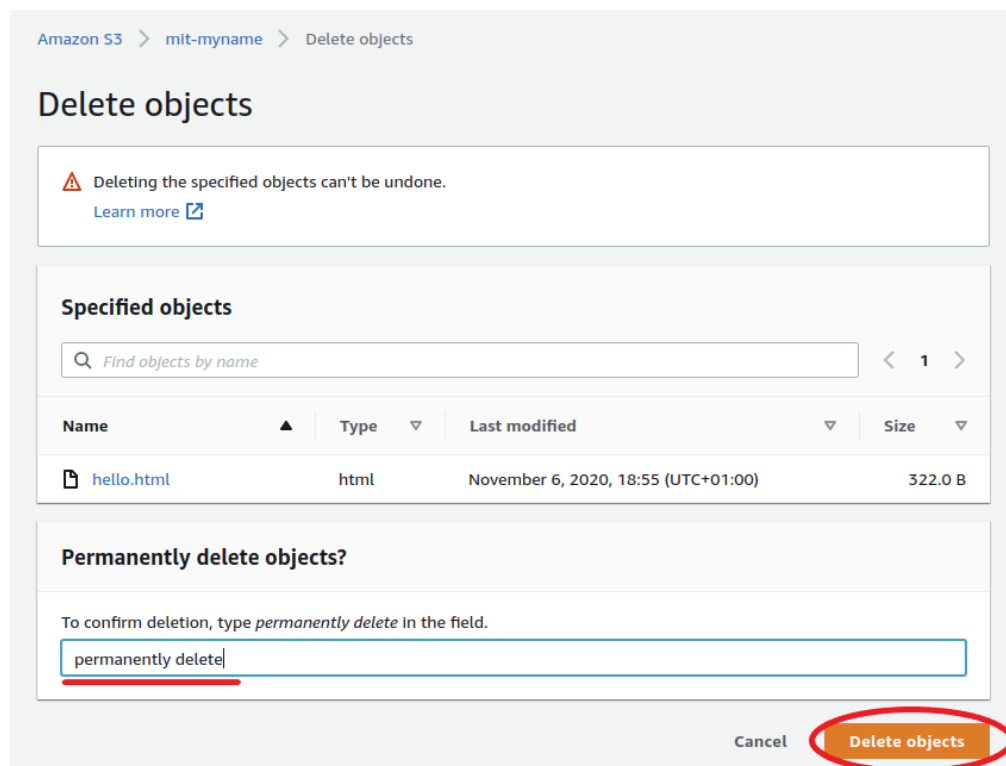 Amazon S3 > mit-myname > Delete objects
Delete objects
Deleting the specified objects can't be undone.
Learn more
Specified objects
Find objects by name
1
Name Type Last modified Size
hello.html html November 6, 2020, 18:55 (UTC+01:00) 322.0 B
Permanently delete objects?
To confirm deletion, type permanently delete in the field.
permanently delete
Cancel Delete objects